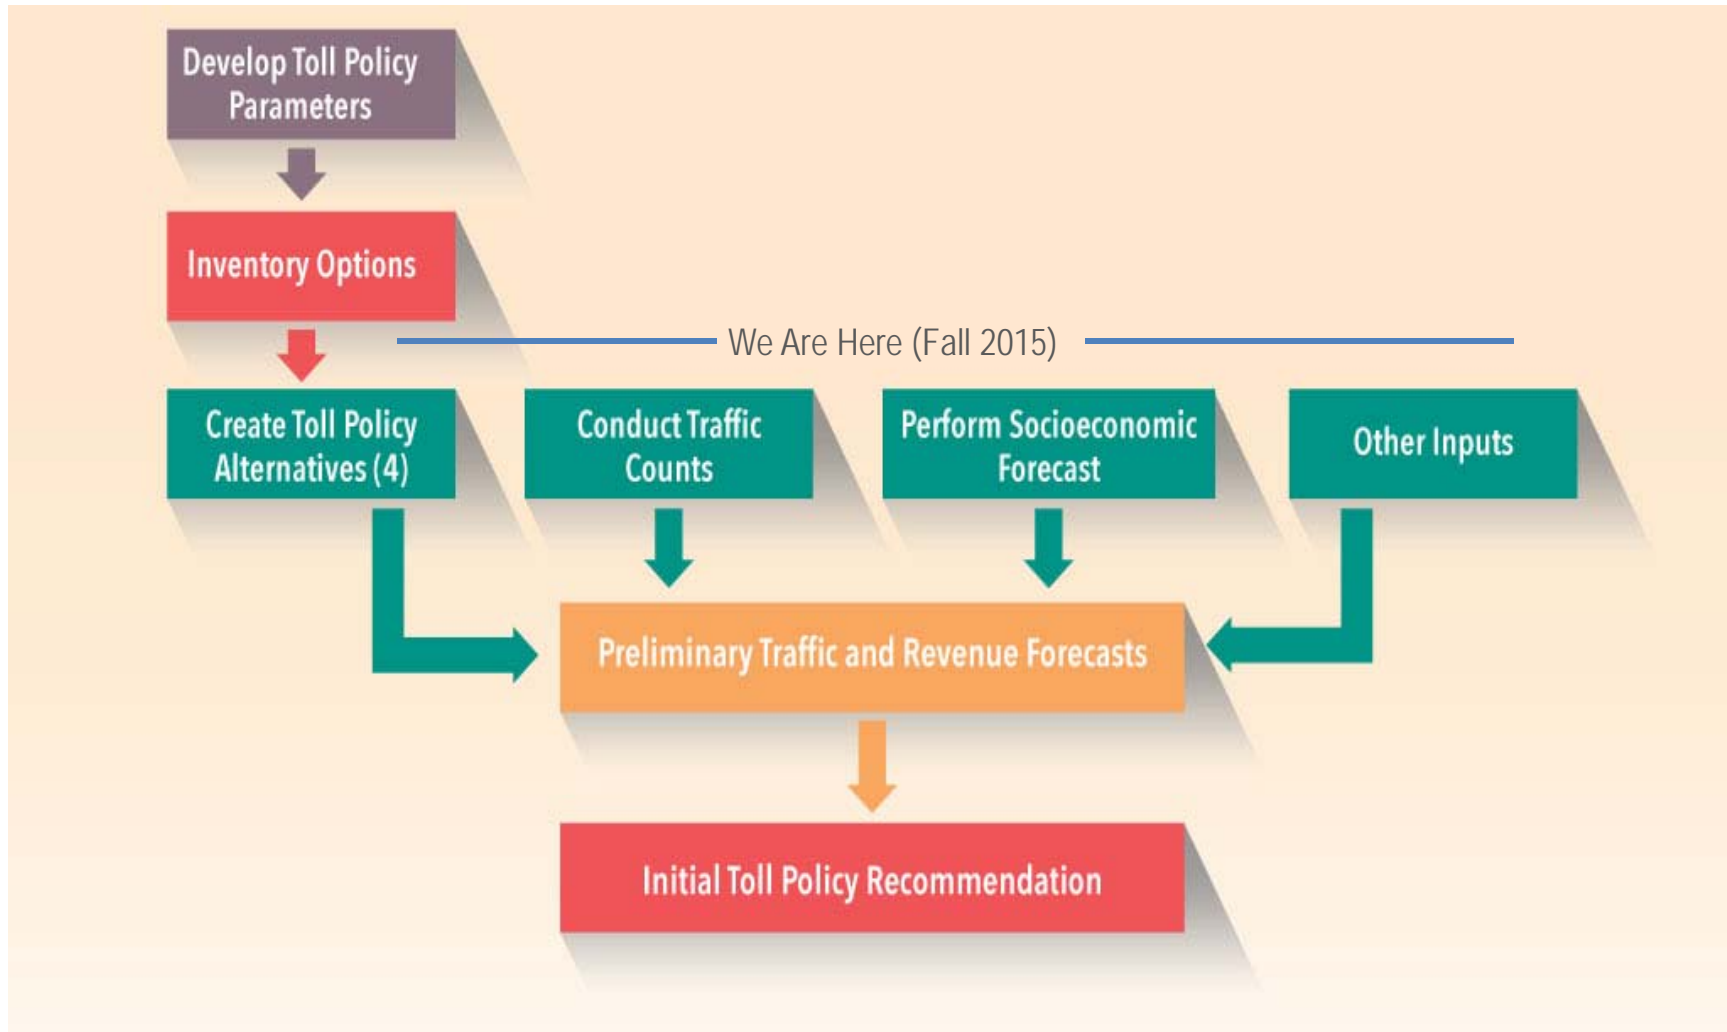 Develop Toll Policy
Parameters
Inventory Options
We Are Here (Fall 2015)
Create Toll Policy
Alternatives (4)
Conduct Traffic
Counts
Perform Socioeconomic
Forecast
Other Inputs
Preliminary Traffic and Revenue Forecasts
Initial Toll Policy Recommendation